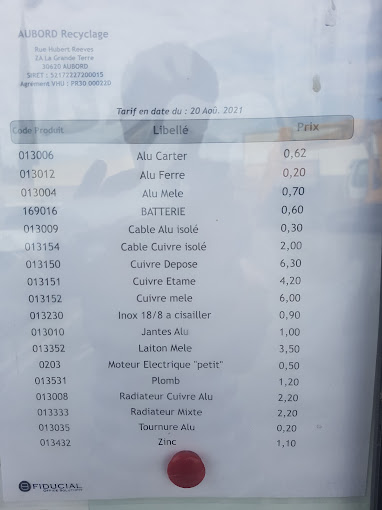 AUBORD Recyclage
Rue Hubert Reeves
ZA La Grande Terre
30620 AUBORD
SIRET : 52172227200015
Agrement VHU : PR30 00022D
Tarif en date du : 20 Aoû. 2021
Code Produit Libellé Prix
013006 Alu Carter 0,62
013012 Alu Ferre 0,20
013004 Alu Mele 0,70
169016 BATTERIE 0,60
013009 Cable Alu isolé 0,30
013154 Cable Cuivre isolé 2,00
013150 Cuivre Depose 6,30
013151 Cuivre Etame 4,20
013152 Cuivre mele 6,00
013230 Inox 18/8 a cisailler 0,90
013010 Jantes Alu 1,00
013352 Laiton Mele 3,50
0203 Moteur Electrique "petit" 0,50
013531 Plomb 1,20
013008 Radiateur Cuivre Alu 2,20
013333 Radiateur Mixte 2,20
013035 Tournure Alu 0,20
013432 Zinc 1,10
FIDUCIAL
OFFICE SOLUTIONS